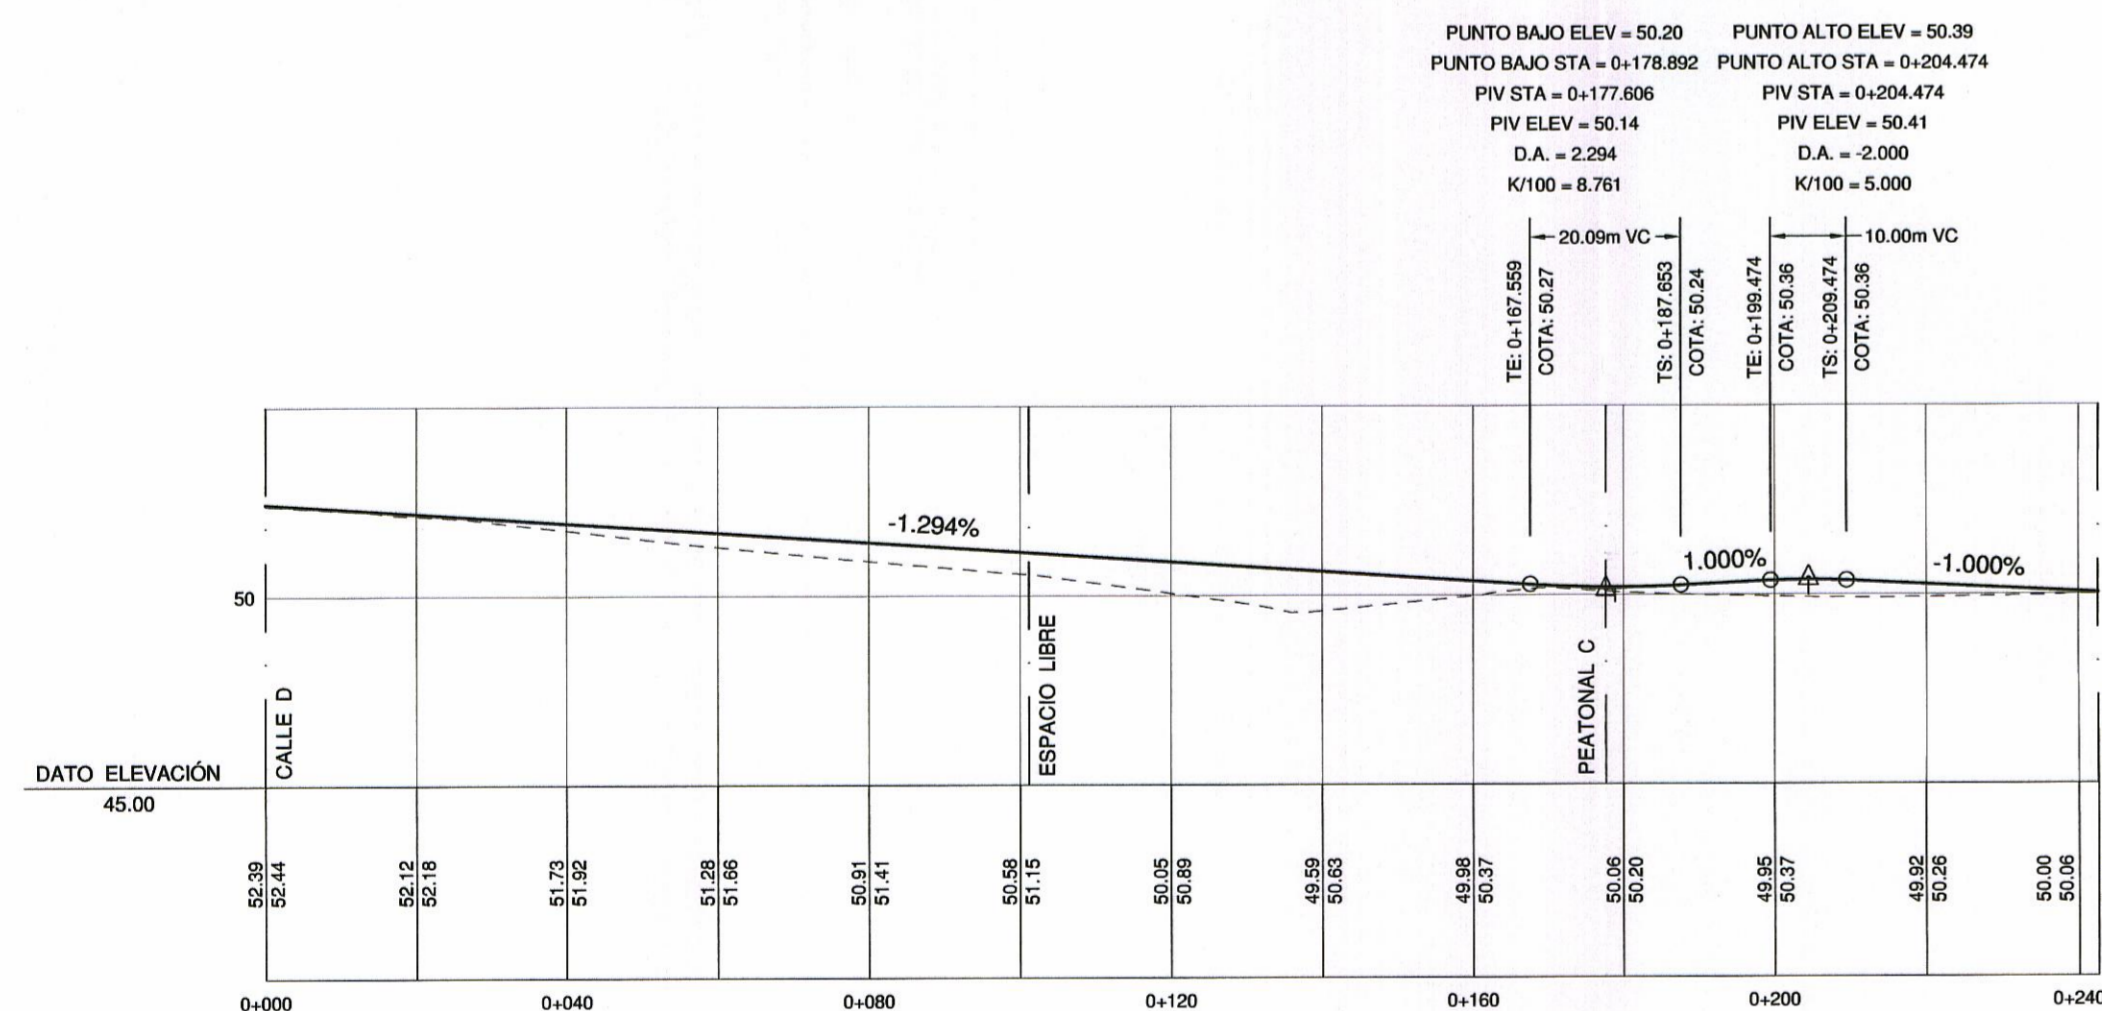 PUNTO BAJO ELEV = 50.20
PUNTO BAJO STA = 0+178.892
PIV STA = 0+177.606
PIV ELEV = 50.14
D.A. = 2.294
K/100 = 8.761
PUNTO ALTO ELEV = 50.39
PUNTO ALTO STA = 0+204.474
PIV STA = 0+204.474
PIV ELEV = 50.41
D.A. = -2.000
K/100 = 5.000
20.09m VC
10.00m VC
TE: 0+167.559
COTA: 50.27
TS: 0+187.653
COTA: 50.24
TE: 0+199.474
COTA: 50.36
TS: 0+209.474
COTA: 50.36
-1.294%
1.000%
-1.000%
50
CALLE D
ESPACIO LIBRE
PEATONAL C
DATO ELEVACIÓN
45.00
52.39
52.44
52.12
52.18
51.73
51.92
51.28
51.66
50.91
51.41
50.58
51.15
50.05
50.89
49.59
50.63
49.98
50.37
50.06
50.20
49.95
50.37
49.92
50.26
50.00
50.06
0+000
0+040
0+080
0+120
0+160
0+200
0+240